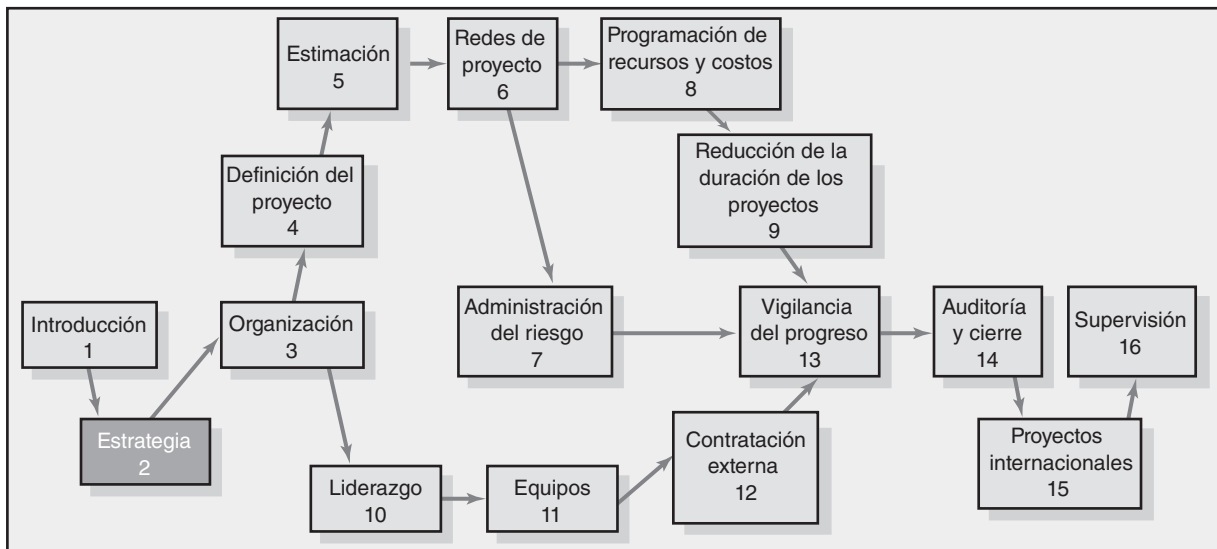 Introducción
1
Estrategia
2
Organización
3
Definición del
proyecto
4
Estimación
5
Redes de
proyecto
6
Administración
del riesgo
7
Programación de
recursos y costos
8
Reducción de la
duración de los
proyectos
9
Liderazgo
10
Equipos
11
Contratación
externa
12
Vigilancia
del progreso
13
Auditoría
y cierre
14
Proyectos
internacionales
15
Supervisión
16